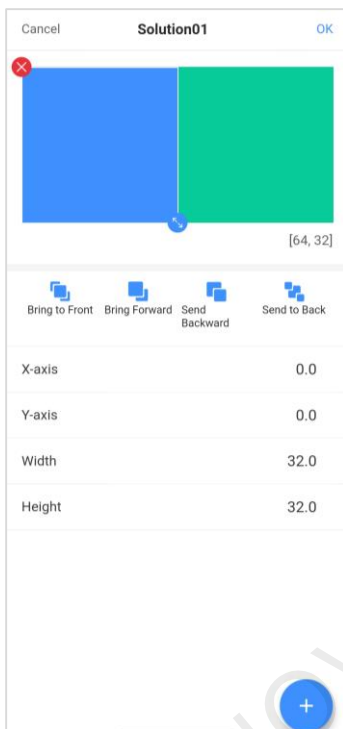 Cancel Solution01 OK
[64, 32]
Bring to Front Bring Forward Send Backward Send to Back
X-axis 0.0
Y-axis 0.0
Width 32.0
Height 32.0